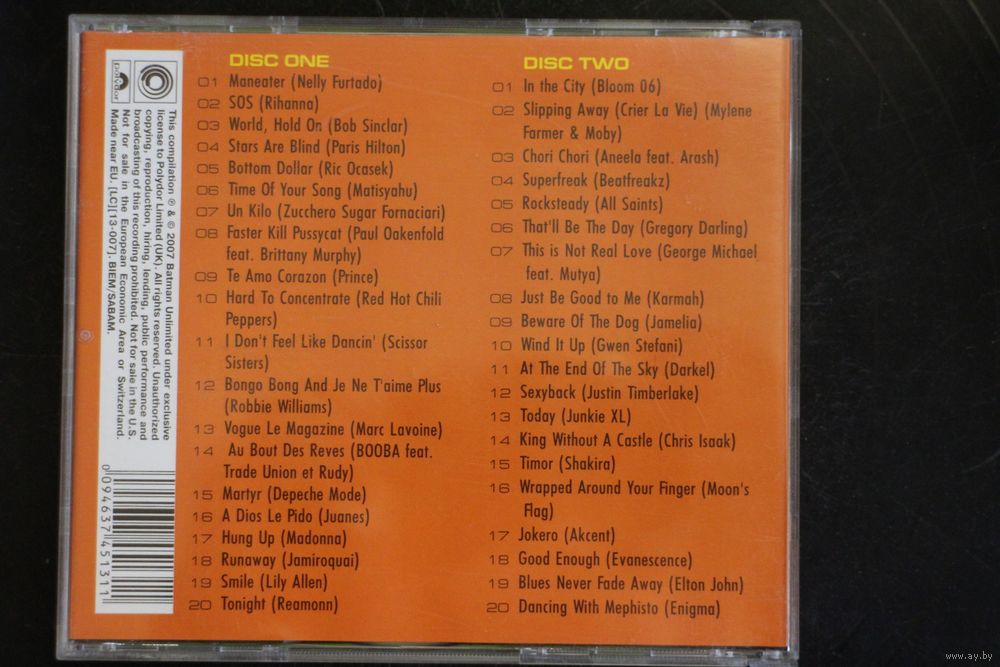 DISC ONE
01 Maneater (Nelly Furtado)
02 SOS (Rihanna)
03 World, Hold On (Bob Sinclar)
04 Stars Are Blind (Paris Hilton)
05 Bottom Dollar (Ric Ocasek)
06 Time Of Your Song (Matisyahu)
07 Un Kilo (Zucchero Sugar Fornaciari)
08 Faster Kill Pussycat (Paul Oakenfold
feat. Brittany Murphy)
09 Te Amo Corazon (Prince)
10 Hard To Concentrate (Red Hot Chili
Peppers)
11 I Don't Feel Like Dancin' (Scissor
Sisters)
12 Bongo Bong And Je Ne T'aime Plus
(Robbie Williams)
13 Vogue Le Magazine (Marc Lavoine)
14 Au Bout Des Reves (BOOBA feat.
Trade Union et Rudy)
15 Martyr (Depeche Mode)
16 A Dios Le Pido (Juanes)
17 Hung Up (Madonna)
18 Runaway (Jamiroquai)
19 Smile (Lily Allen)
20 Tonight (Reamonn)
DISC TWO
01 In the City (Bloom 06)
02 Slipping Away (Crier La Vie) (Mylene
Farmer & Moby)
03 Chori Chori (Aneela feat. Arash)
04 Superfreak (Beatfreakz)
05 Rocksteady (All Saints)
06 That'll Be The Day (Gregory Darling)
07 This is Not Real Love (George Michael
feat. Mutya)
08 Just Be Good to Me (Karmah)
09 Beware Of The Dog (Jamelia)
10 Wind It Up (Gwen Stefani)
11 At The End Of The Sky (Darkel)
12 Sexyback (Justin Timberlake)
13 Today (Junkie XL)
14 King Without A Castle (Chris Isaak)
15 Timor (Shakira)
16 Wrapped Around Your Finger (Moon's
Flag)
17 Jokero (Akcent)
18 Good Enough (Evanescence)
19 Blues Never Fade Away (Elton John)
20 Dancing With Mephisto (Enigma)
polydor
This compilation ℗ & © 2007 Batman Unlimited under exclusive
license to Polydor Limited (UK). All rights reserved. Unauthorized
copying, reproduction, hiring, lending, public performance and
broadcasting of this recording prohibited. Not for sale in the U.S.
Not for sale in the European Economic Area or Switzerland.
Made near EU. [LC][13-007]. BIEM/SABAM.
0 094637 451311
www.ay.by